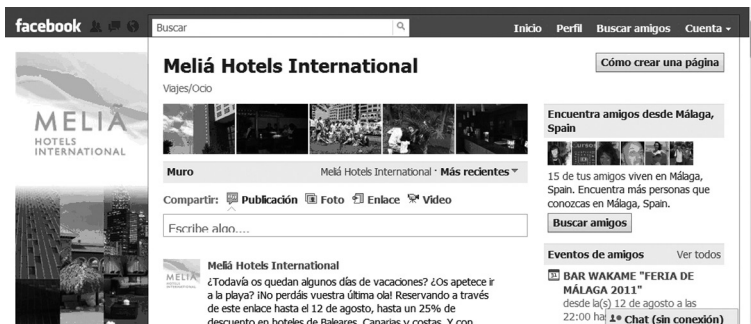 facebook
Buscar
Inicio Perfil Buscar amigos Cuenta
MELIÃ
HOTELS
INTERNATIONAL
Meliá Hotels International
Viajes/Ocio
Muro
Meliá Hotels International · Más recientes
Compartir: Publicación Foto Enlace Video
Escribe algo....
MELIÃ
Meliá Hotels International
¿Todavía os quedan algunos días de vacaciones? ¿Os apetece ir
a la playa? ¡No perdáis vuestra última ola! Reservando a través
de este enlace hasta el 12 de agosto, hasta un 25% de
descuento en hoteles de Baleares, Canarias y costas. Y con
Cómo crear una página
Encuentra amigos desde Málaga,
Spain
15 de tus amigos viven en Málaga,
Spain. Encuentra más personas que
conozcas en Málaga, Spain.
Buscar amigos
Eventos de amigos Ver todos
31 BAR WAKAME "FERIA DE
MÁLAGA 2011"
desde la(s) 12 de agosto a las
22:00 ha
Chat (sin conexión)